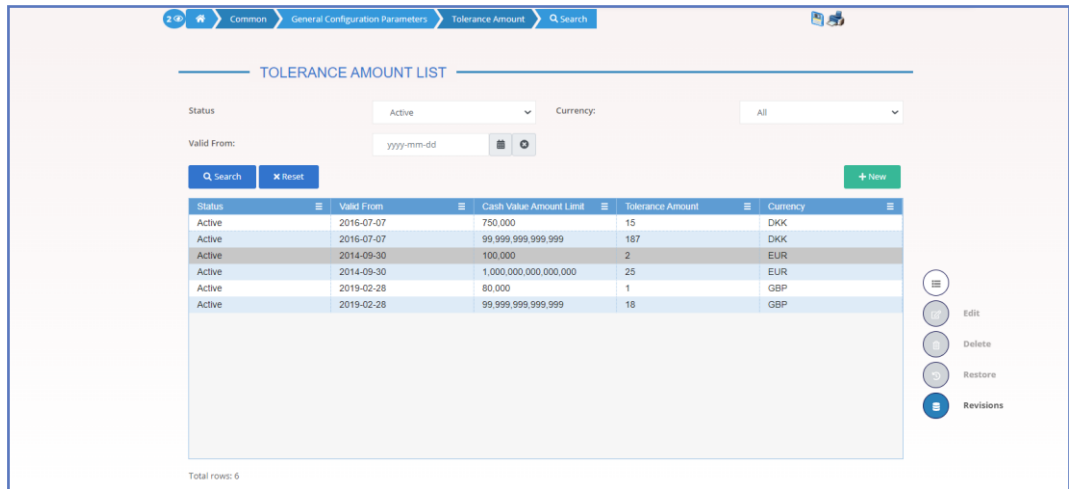 2 Common General Configuration Parameters Tolerance Amount Search
TOLERANCE AMOUNT LIST
Status Active Currency: All
Valid From: yyyy-mm-dd
Search Reset New
Status Valid From Cash Value Amount Limit Tolerance Amount Currency
Active 2016-07-07 750,000 15 DKK
Active 2016-07-07 99,999,999,999,999 187 DKK
Active 2014-09-30 100,000 2 EUR
Active 2014-09-30 1,000,000,000,000,000 25 EUR
Active 2019-02-28 80,000 1 GBP
Active 2019-02-28 99,999,999,999,999 18 GBP
Edit
Delete
Restore
Revisions
Total rows: 6